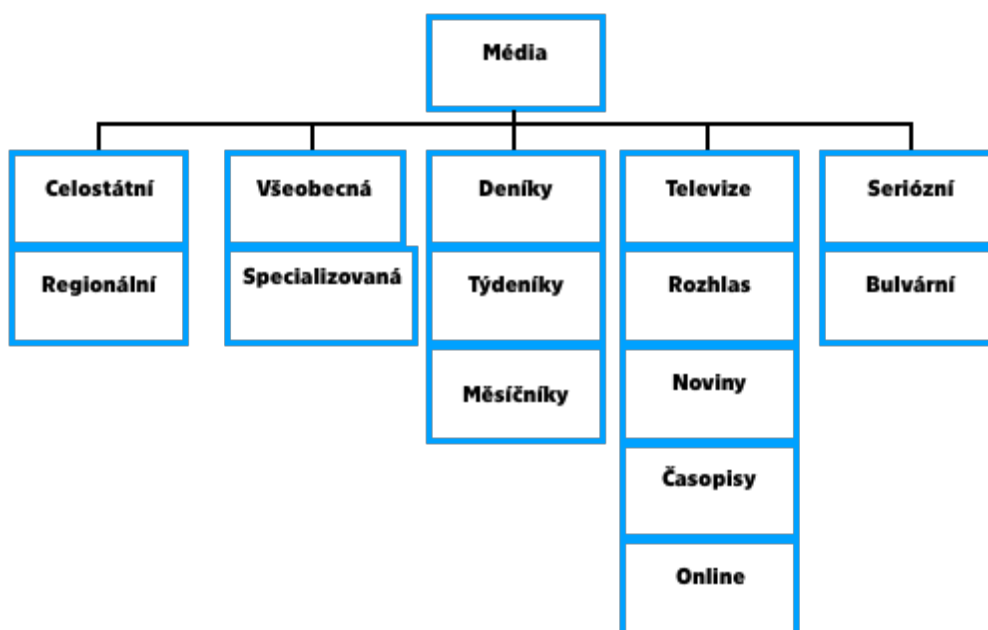 Média
Celostátní
Regionální
Všeobecná
Specializovaná
Deníky
Týdeníky
Měsíčníky
Televize
Rozhlas
Noviny
Časopisy
Online
Seriózní
Bulvární